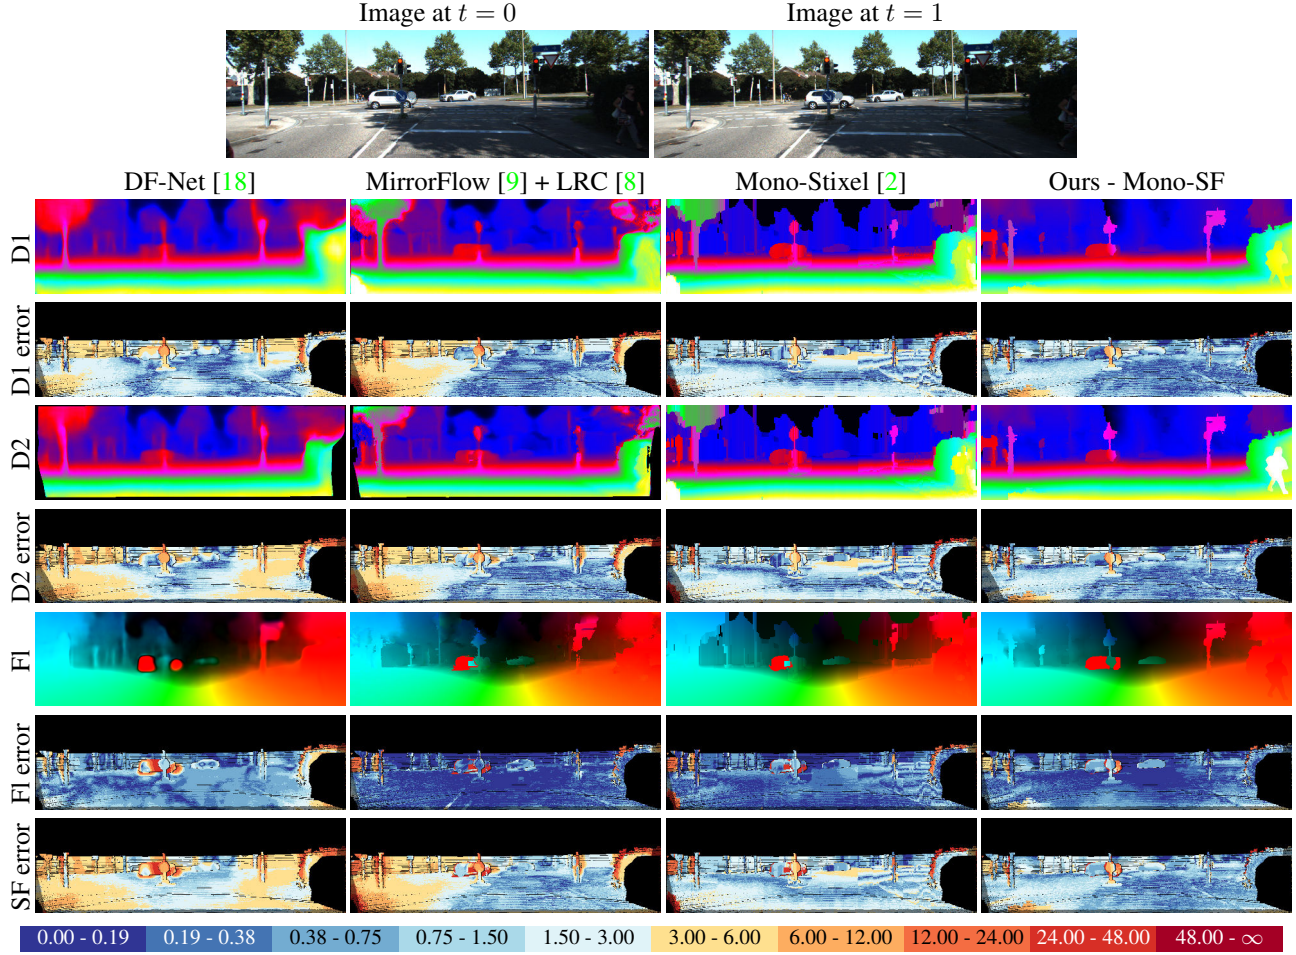 Image at t = 0
Image at t = 1
DF-Net [18]
MirrorFlow [9] + LRC [8]
Mono-Stixel [2]
Ours - Mono-SF
D1
D1 error
D2
D2 error
Fl
Fl error
SF error
0.00 - 0.19
0.19 - 0.38
0.38 - 0.75
0.75 - 1.50
1.50 - 3.00
3.00 - 6.00
6.00 - 12.00
12.00 - 24.00
24.00 - 48.00
48.00 - ∞